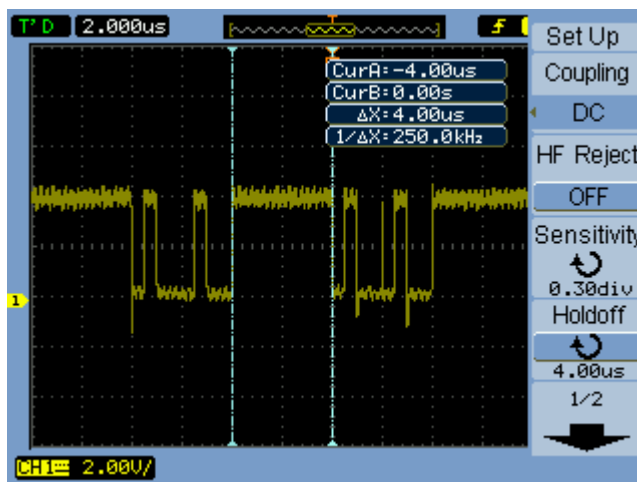 T'D 2.000us
Set Up
CurA:-4.00us
CurB:0.00s
ΔX:4.00us
1/ΔX:250.0kHz
Coupling
DC
HF Reject
OFF
Sensitivity
0.30div
Holdoff
4.00us
1/2
1
CH1 2.00V/